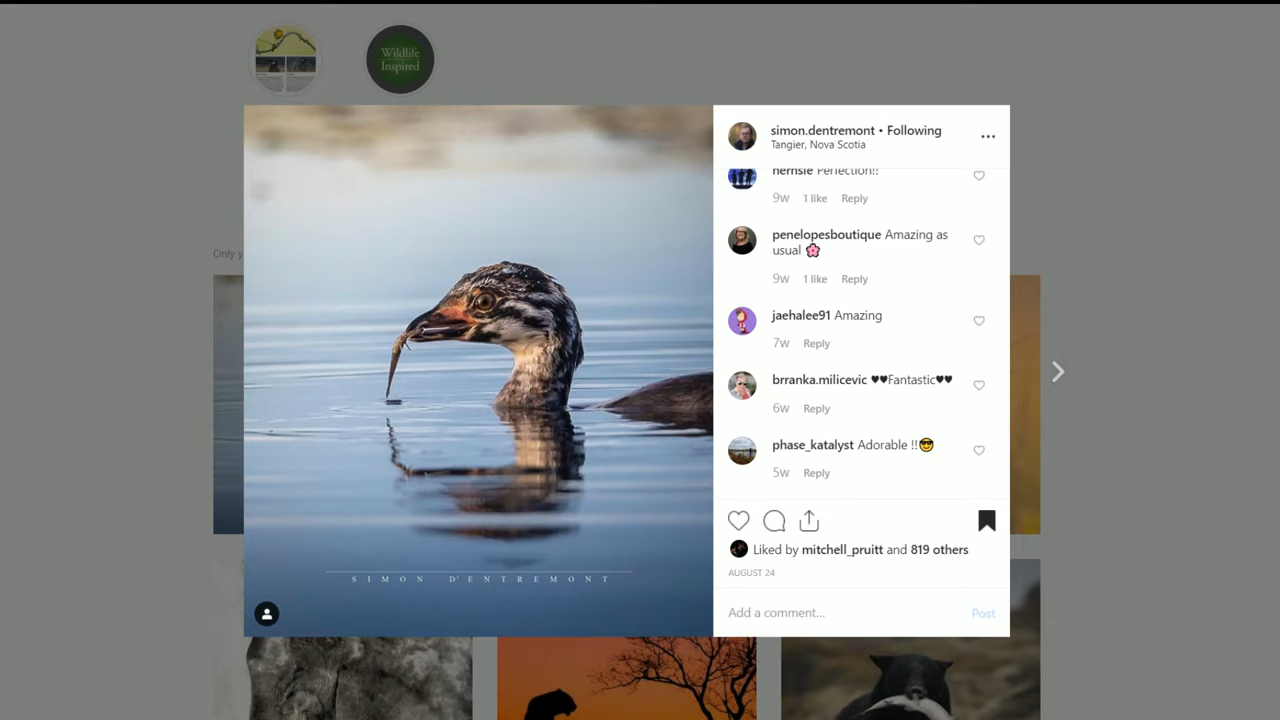 Wildlife
Inspired
Only y
simon.dentremont • Following
Tangier, Nova Scotia
hernsie Perfection!!
9w 1 like Reply
penelopesboutique Amazing as
usual 🌸
9w 1 like Reply
jaehalee91 Amazing
7w Reply
brranka.milicevic ♥♥Fantastic♥♥
6w Reply
phase_katalyst Adorable !!😎
5w Reply
Liked by mitchell_pruitt and 819 others
AUGUST 24
SIMON D'ENTREMONT
Add a comment... Post